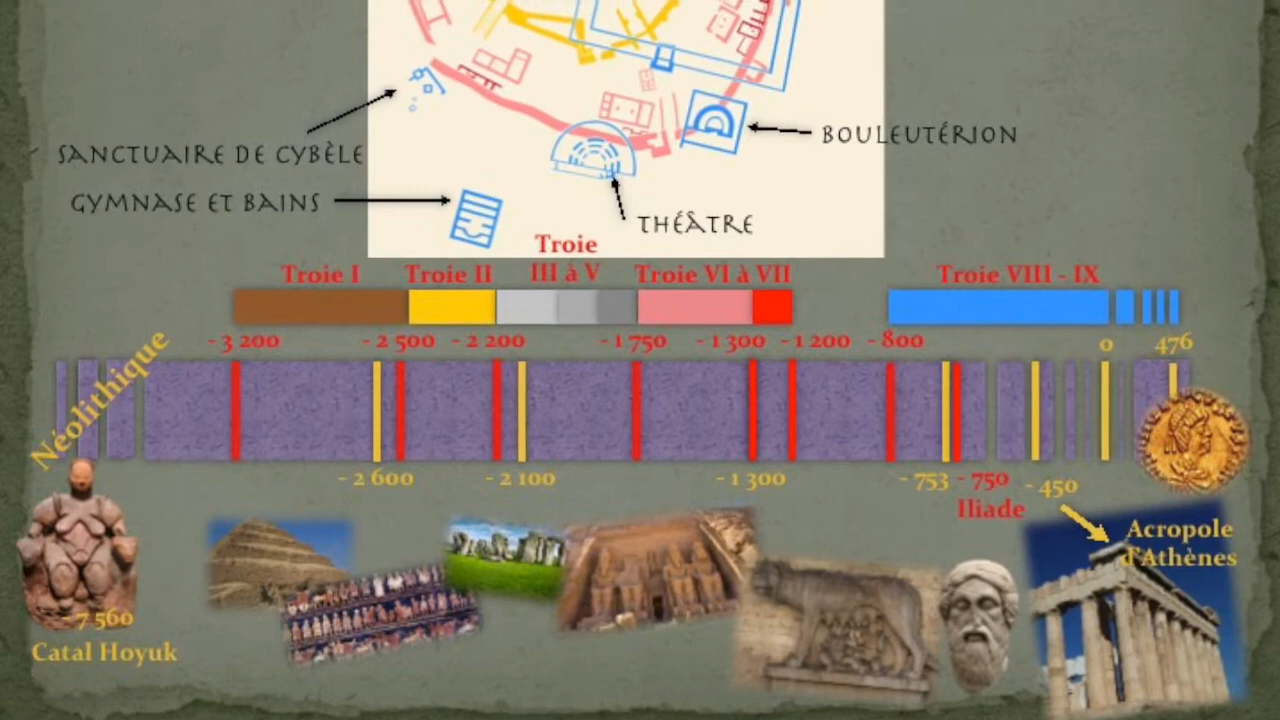 SANCTUAIRE DE CYBÈLE
BOULEUTÉRION
GYMNASE ET BAINS
THÉÂTRE
Troie I
Troie II
Troie
III à V
Troie VI à VII
Troie VIII - IX
- 3 200
- 2 500
- 2 200
- 1 750
- 1 300
- 1 200
- 800
0
476
Néolithique
- 2 600
- 2 100
- 1 300
- 753
- 750
Iliade
- 450
Acropole
d'Athènes
- 7 560
Catal Hoyuk